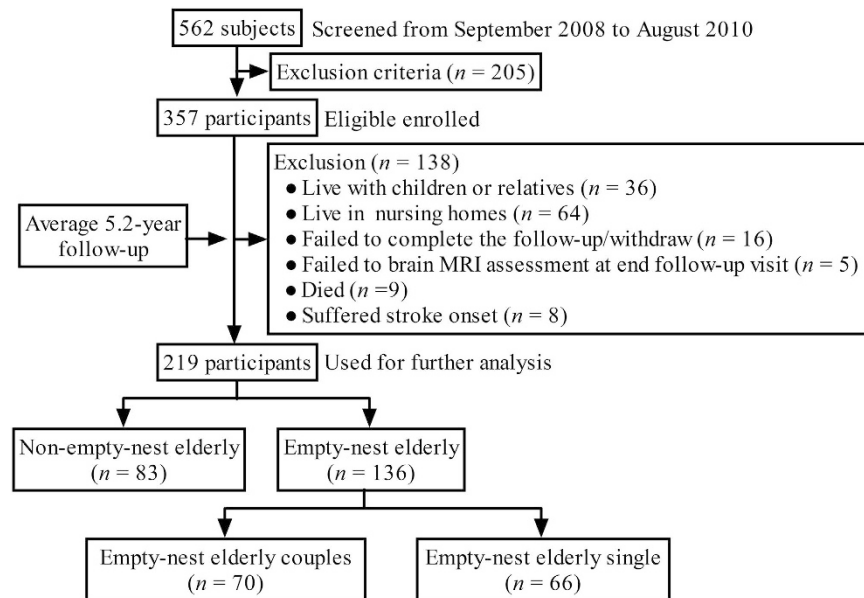 562 subjects Screened from September 2008 to August 2010
Exclusion criteria (n = 205)
357 participants Eligible enrolled
Exclusion (n = 138)
● Live with children or relatives (n = 36)
● Live in nursing homes (n = 64)
● Failed to complete the follow-up/withdraw (n = 16)
● Failed to brain MRI assessment at end follow-up visit (n = 5)
● Died (n =9)
● Suffered stroke onset (n = 8)
Average 5.2-year
follow-up
219 participants Used for further analysis
Non-empty-nest elderly
(n = 83)
Empty-nest elderly
(n = 136)
Empty-nest elderly couples
(n = 70)
Empty-nest elderly single
(n = 66)